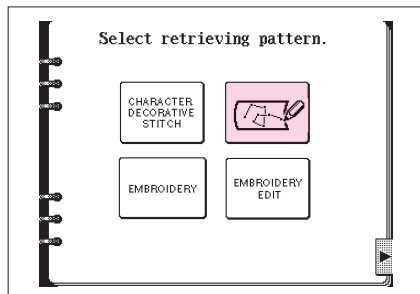 Select retrieving pattern.
CHARACTER
DECORATIVE
STITCH
EMBROIDERY
EMBROIDERY
EDIT